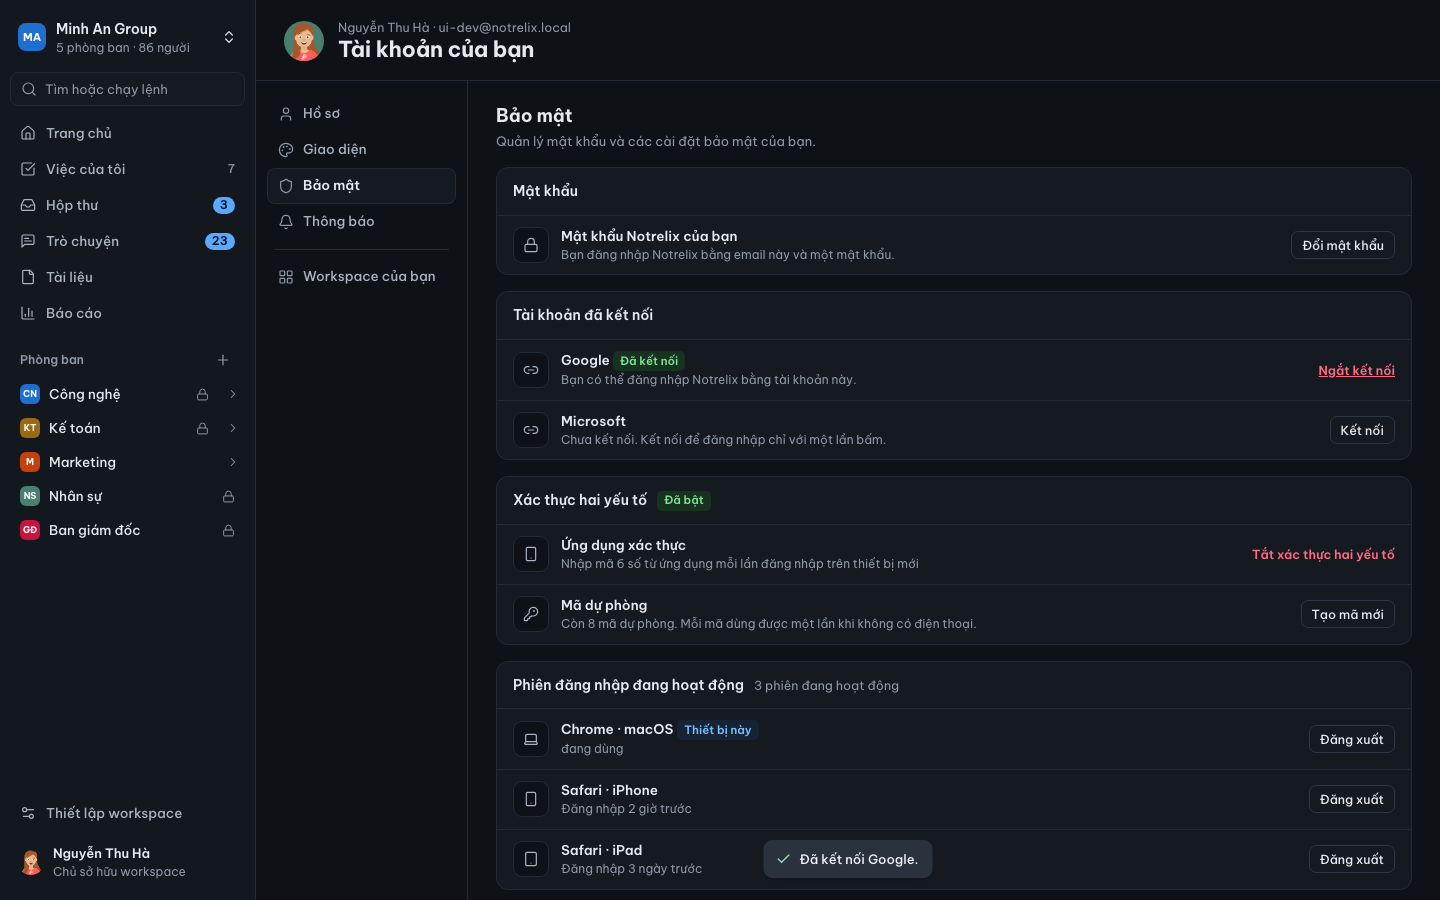 MA
Minh An Group
5 phòng ban · 86 người
Tìm hoặc chạy lệnh
Trang chủ
Việc của tôi 7
Hộp thư 3
Trò chuyện 23
Tài liệu
Báo cáo
Phòng ban
CN Công nghệ
KT Kế toán
M Marketing
NS Nhân sự
GĐ Ban giám đốc
Thiết lập workspace
Nguyễn Thu Hà
Chủ sở hữu workspace
Nguyễn Thu Hà · ui-dev@notrelix.local
Tài khoản của bạn
Hồ sơ
Giao diện
Bảo mật
Thông báo
Workspace của bạn
Bảo mật
Quản lý mật khẩu và các cài đặt bảo mật của bạn.
Mật khẩu
Mật khẩu Notrelix của bạn
Bạn đăng nhập Notrelix bằng email này và một mật khẩu.
Đổi mật khẩu
Tài khoản đã kết nối
Google Đã kết nối
Bạn có thể đăng nhập Notrelix bằng tài khoản này.
Ngắt kết nối
Microsoft
Chưa kết nối. Kết nối để đăng nhập chỉ với một lần bấm.
Kết nối
Xác thực hai yếu tố Đã bật
Ứng dụng xác thực
Nhập mã 6 số từ ứng dụng mỗi lần đăng nhập trên thiết bị mới
Tắt xác thực hai yếu tố
Mã dự phòng
Còn 8 mã dự phòng. Mỗi mã dùng được một lần khi không có điện thoại.
Tạo mã mới
Phiên đăng nhập đang hoạt động 3 phiên đang hoạt động
Chrome · macOS Thiết bị này
đang dùng
Đăng xuất
Safari · iPhone
Đăng nhập 2 giờ trước
Đăng xuất
Safari · iPad
Đăng nhập 3 ngày trước
Đăng xuất
Đã kết nối Google.